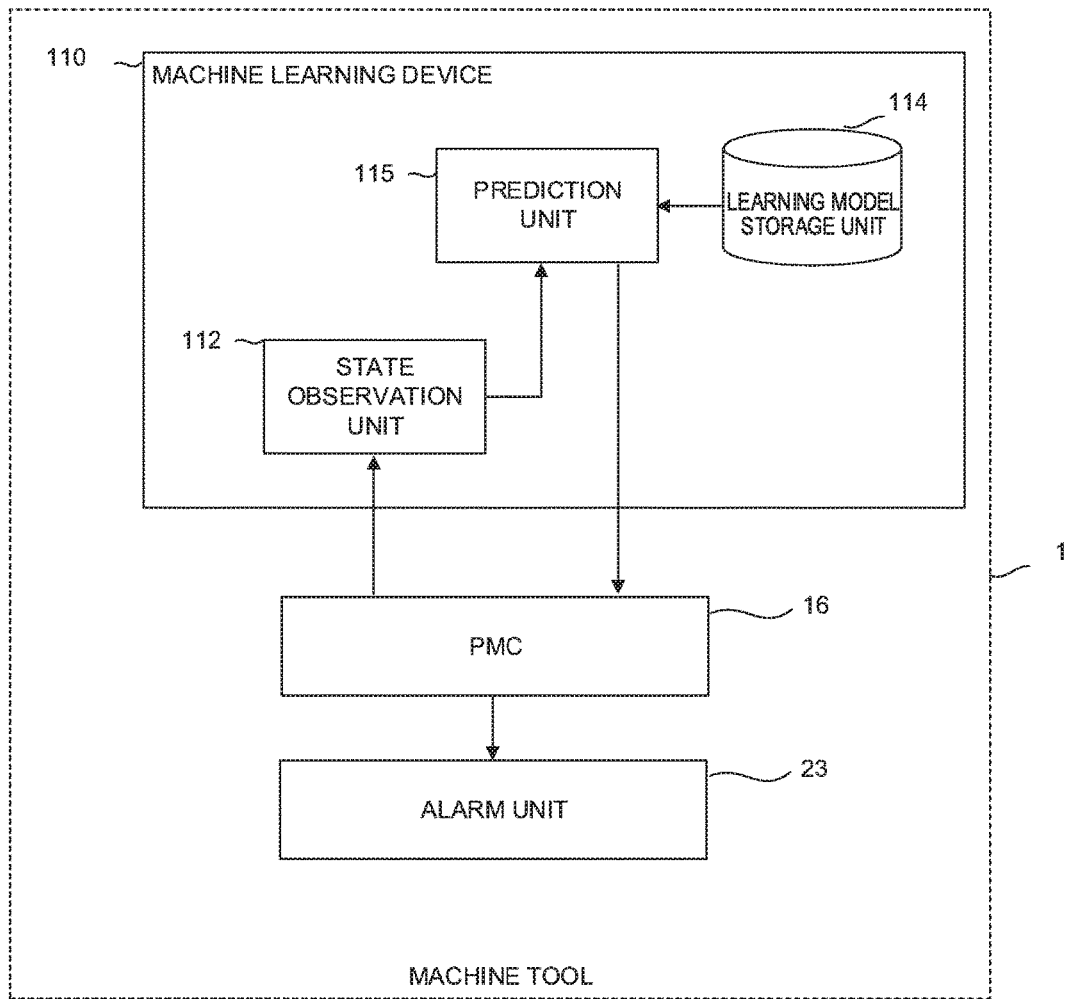 110
MACHINE LEARNING DEVICE
114
115
PREDICTION
UNIT
LEARNING MODEL
STORAGE UNIT
112
STATE
OBSERVATION
UNIT
1
16
PMC
23
ALARM UNIT
MACHINE TOOL